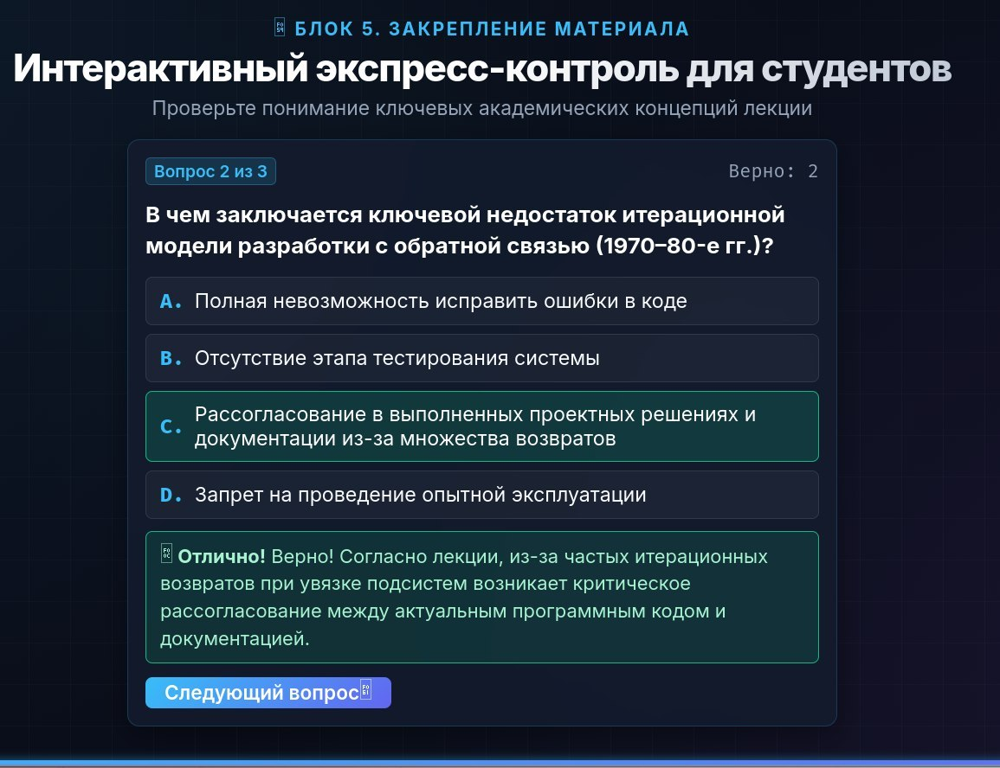 БЛОК 5. ЗАКРЕПЛЕНИЕ МАТЕРИАЛА
Интерактивный экспресс-контроль для студентов
Проверьте понимание ключевых академических концепций лекции
Вопрос 2 из 3
Верно: 2
В чем заключается ключевой недостаток итерационной
модели разработки с обратной связью (1970–80-е гг.)?
A. Полная невозможность исправить ошибки в коде
B. Отсутствие этапа тестирования системы
C. Рассогласование в выполненных проектных решениях и
документации из-за множества возвратов
D. Запрет на проведение опытной эксплуатации
Отлично! Верно! Согласно лекции, из-за частых итерационных
возвратов при увязке подсистем возникает критическое
рассогласование между актуальным программным кодом и
документацией.
Следующий вопрос